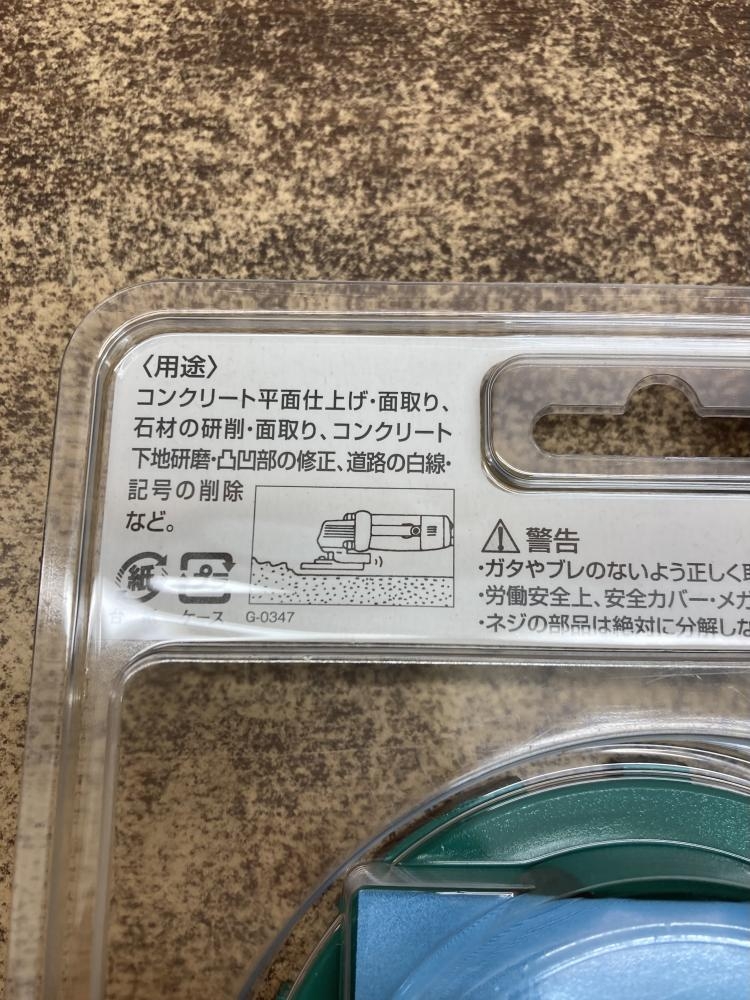 〈用途〉
コンクリート平面仕上げ・面取り、
石材の研削・面取り、コンクリート
下地研磨・凸凹部の修正、道路の白線・
記号の削除
など。
紙
プラ
ケース
G-0347
警告
・ガタやブレのないよう正しく
・労働安全上、安全カバー・メガ
・ネジの部品は絶対に分解し